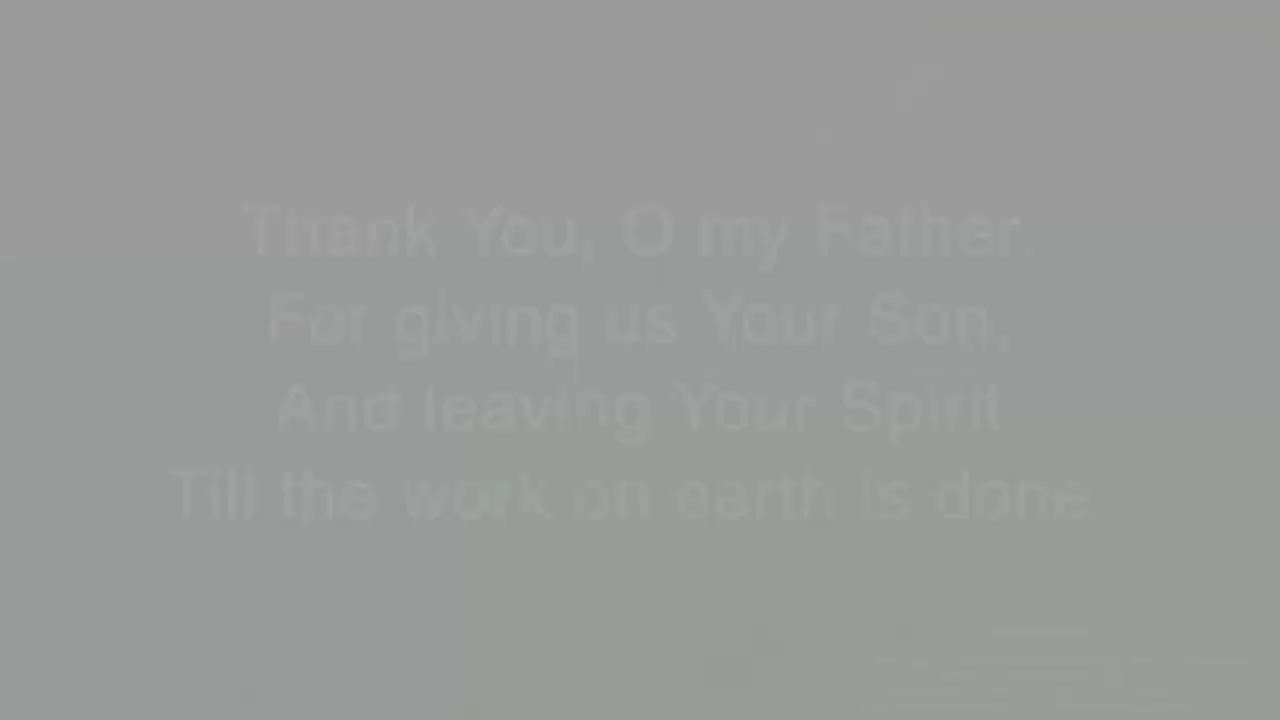 Thank You, O my Father
For giving us Your Son,
And leaving Your Spirit
Till the work on earth is done.